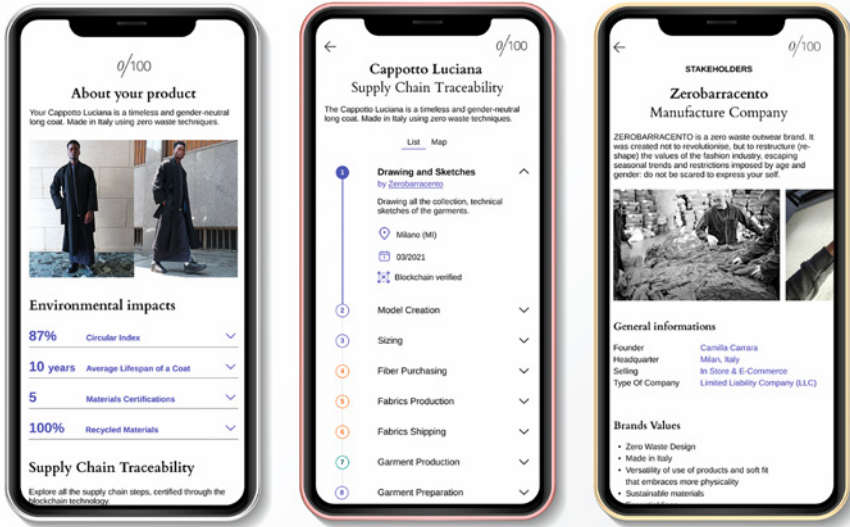 0/100
About your product
Your Cappotto Luciana is a timeless and gender-neutral
long coat. Made in Italy using zero waste techniques.
Environmental impacts
87% Circular Index
10 years Average Lifespan of a Coat
5 Materials Certifications
100% Recycled Materials
Supply Chain Traceability
Explore all the supply chain steps, certified through the
blockchain technology.
0/100
Cappotto Luciana
Supply Chain Traceability
The Cappotto Luciana is a timeless and gender-neutral
long coat. Made in Italy using zero waste techniques.
List Map
1 Drawing and Sketches
by Zerobarracento
Drawing all the collection, technical
sketches of the garments.
Milano (MI)
03/2021
Blockchain verified
2 Model Creation
3 Sizing
4 Fiber Purchasing
5 Fabrics Production
6 Fabrics Shipping
7 Garment Production
8 Garment Preparation
0/100
STAKEHOLDERS
Zerobarracento
Manufacture Company
ZEROBARRACENTO is a zero waste outwear brand. It
was created not to revolutionise, but to restructure (re-
shape) the values of the fashion industry, escaping
seasonal trends and restrictions imposed by age and
gender: do not be scared to express your self.
General informations
Founder Camilla Carrara
Headquarter Milan, Italy
Selling In Store & E-Commerce
Type Of Company Limited Liability Company (LLC)
Brands Values
• Zero Waste Design
• Made in Italy
• Versatility of use of products and soft fit
that embraces more physicality
• Sustainable materials